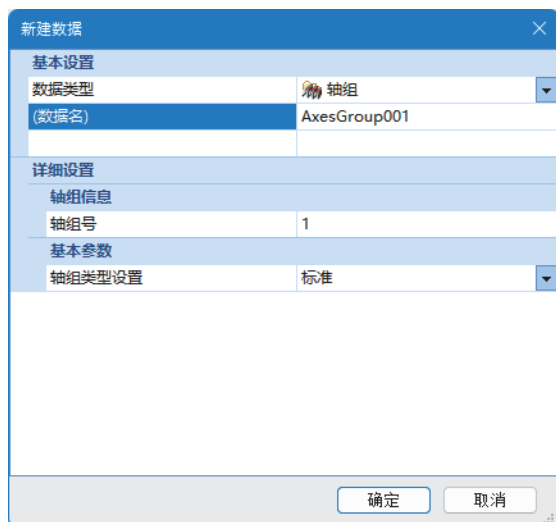 新建数据
基本设置
数据类型 轴组
(数据名) AxesGroup001
详细设置
轴组信息
轴组号 1
基本参数
轴组类型设置 标准
确定 取消